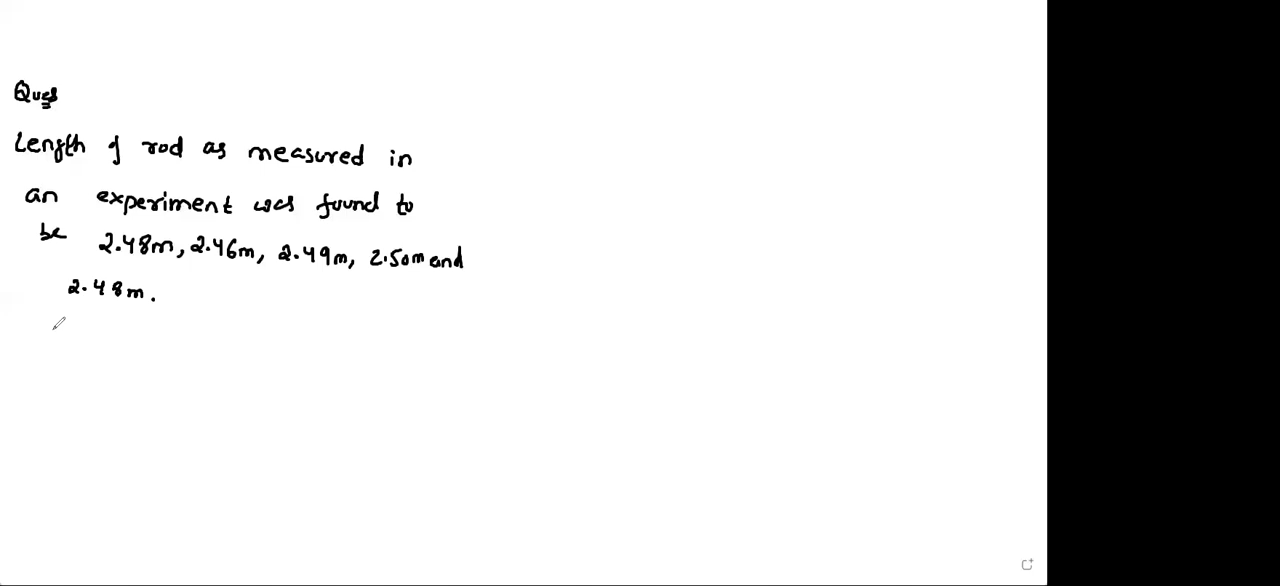 Ques
Length of rod as measured in
an experiment was found to
be 2.48m, 2.46m, 2.49m, 2.50m and
2.48m.